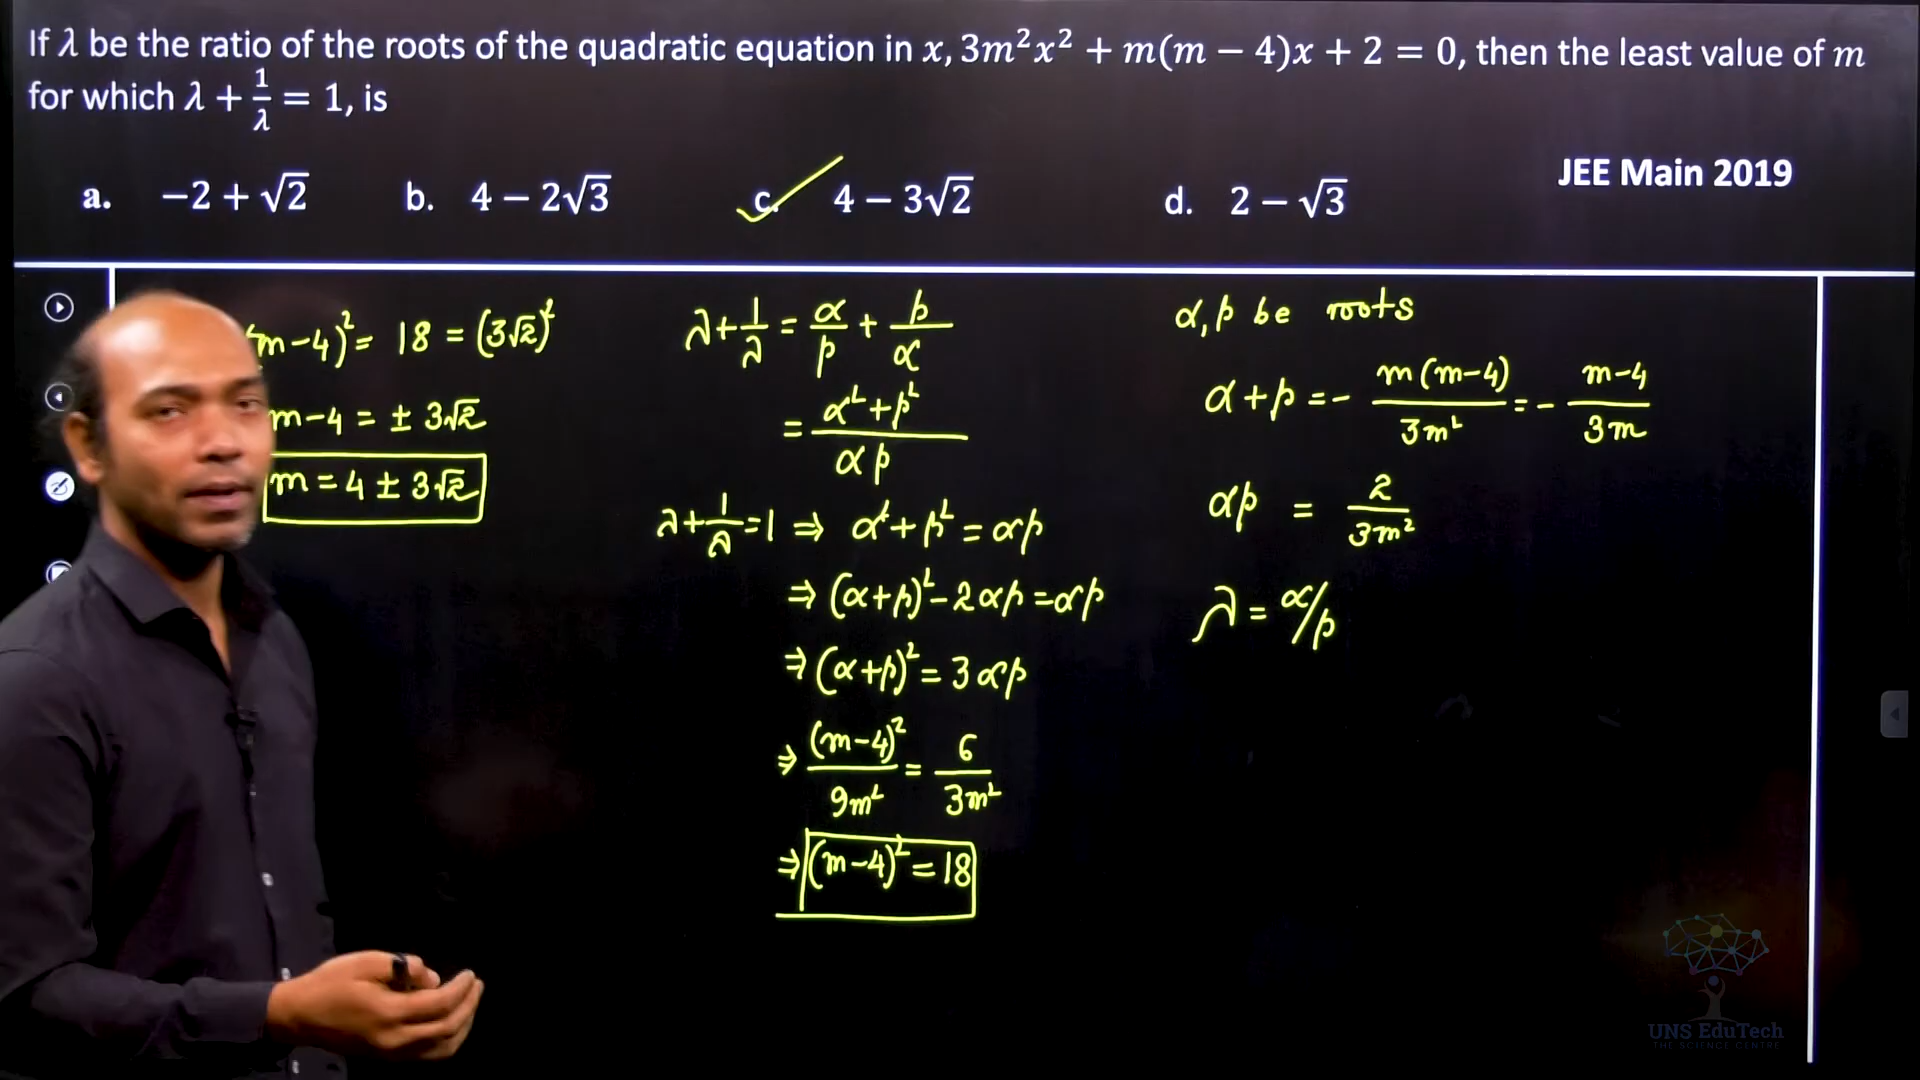 If λ be the ratio of the roots of the quadratic equation in x, 3m²x² + m(m − 4)x + 2 = 0, then the least value of m
for which λ + 1/λ = 1, is
JEE Main 2019
a. −2 + √2 b. 4 − 2√3 c. 4 − 3√2 d. 2 − √3
α, β be roots
α + β = − m(m−4)/3m² = − m−4/3m
αβ = 2/3m²
λ = α/β
λ + 1/λ = α/β + β/α
= α² + β²/αβ
λ + 1/λ = 1 ⇒ α² + β² = αβ
⇒ (α+β)² − 2αβ = αβ
⇒ (α+β)² = 3αβ
⇒ (m−4)²/9m² = 6/3m²
⇒ (m−4)² = 18
m−4)² = 18 = (3√2)²
m−4 = ± 3√2
m = 4 ± 3√2
UNS EduTech
THE SCIENCE CENTRE